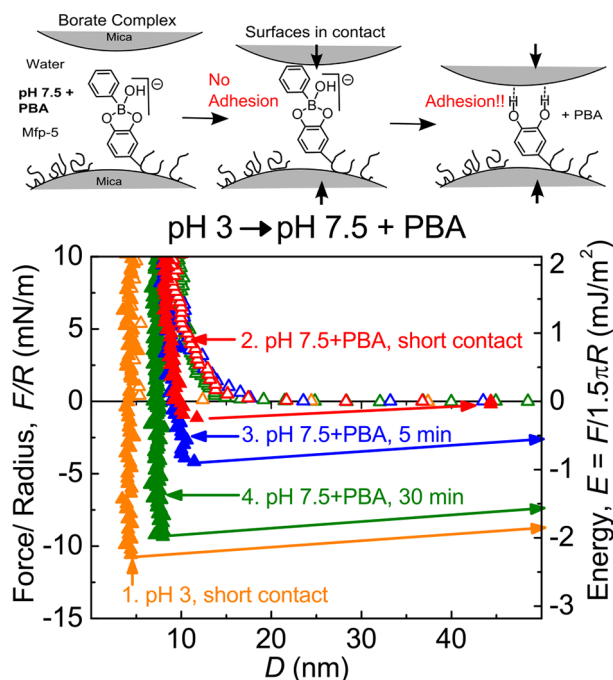 Borate Complex
Mica
Water
pH 7.5 +
PBA
Mfp-5
OH
B
O
O
⊖
Mica
Surfaces in contact
No
Adhesion
OH
B
O
O
⊖
Adhesion!!
H
H
O
O
+ PBA
pH 3 → pH 7.5 + PBA
Force/ Radius, F/R (mN/m)
10
5
0
-5
-10
-15
2. pH 7.5+PBA, short contact
3. pH 7.5+PBA, 5 min
4. pH 7.5+PBA, 30 min
1. pH 3, short contact
2
1
0
-1
-2
-3
Energy, E = F/1.5πR (mJ/m²)
0
10
20
30
40
D (nm)